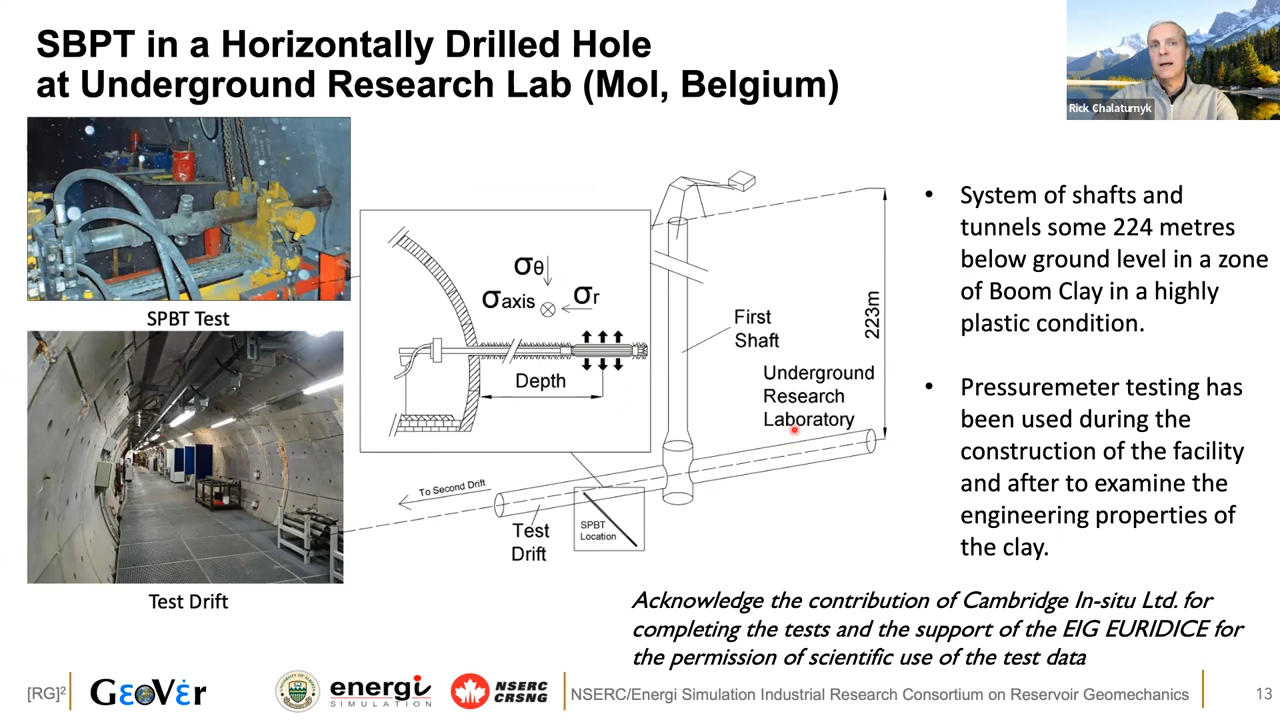 SBPT in a Horizontally Drilled Hole
at Underground Research Lab (Mol, Belgium)
Rick Chalaturnyk
SPBT Test
Test Drift
σθ
σaxis
σr
Depth
First
Shaft
223m
Underground
Research
Laboratory
To Second Drift
Test
Drift
SPBT
Location
• System of shafts and
tunnels some 224 metres
below ground level in a zone
of Boom Clay in a highly
plastic condition.
• Pressuremeter testing has
been used during the
construction of the facility
and after to examine the
engineering properties of
the clay.
Acknowledge the contribution of Cambridge In-situ Ltd. for
completing the tests and the support of the EIG EURIDICE for
the permission of scientific use of the test data
[RG]²
GeoVer
energi
SIMULATION
NSERC
CRSNG
NSERC/Energi Simulation Industrial Research Consortium on Reservoir Geomechanics
13